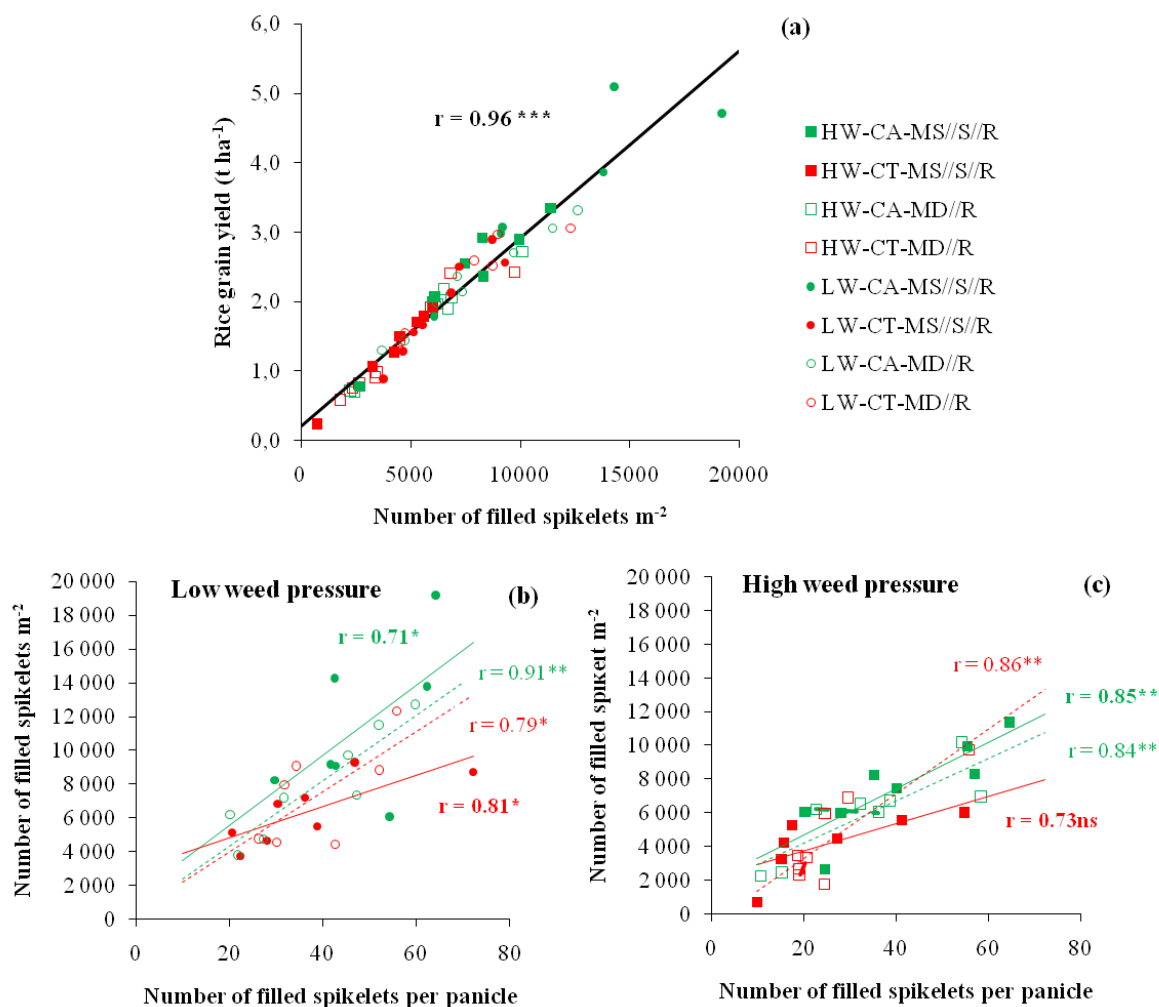 (a)
6,0
5,0
4,0
3,0
2,0
1,0
0,0
Rice grain yield (t ha⁻¹)
r = 0.96 ***
0 5000 10000 15000 20000
Number of filled spikelets m⁻²
HW-CA-MS//S//R
HW-CT-MS//S//R
HW-CA-MD//R
HW-CT-MD//R
LW-CA-MS//S//R
LW-CT-MS//S//R
LW-CA-MD//R
LW-CT-MD//R
Low weed pressure (b)
20 000
18 000
16 000
14 000
12 000
10 000
8 000
6 000
4 000
2 000
0
Number of filled spikelets m⁻²
r = 0.71*
r = 0.91**
r = 0.79*
r = 0.81*
0 20 40 60 80
Number of filled spikelets per panicle
High weed pressure (c)
20 000
18 000
16 000
14 000
12 000
10 000
8 000
6 000
4 000
2 000
0
Number of filled spikett m⁻²
r = 0.86**
r = 0.85**
r = 0.84**
r = 0.73ns
0 20 40 60 80
Number of filled spikelets per panicle